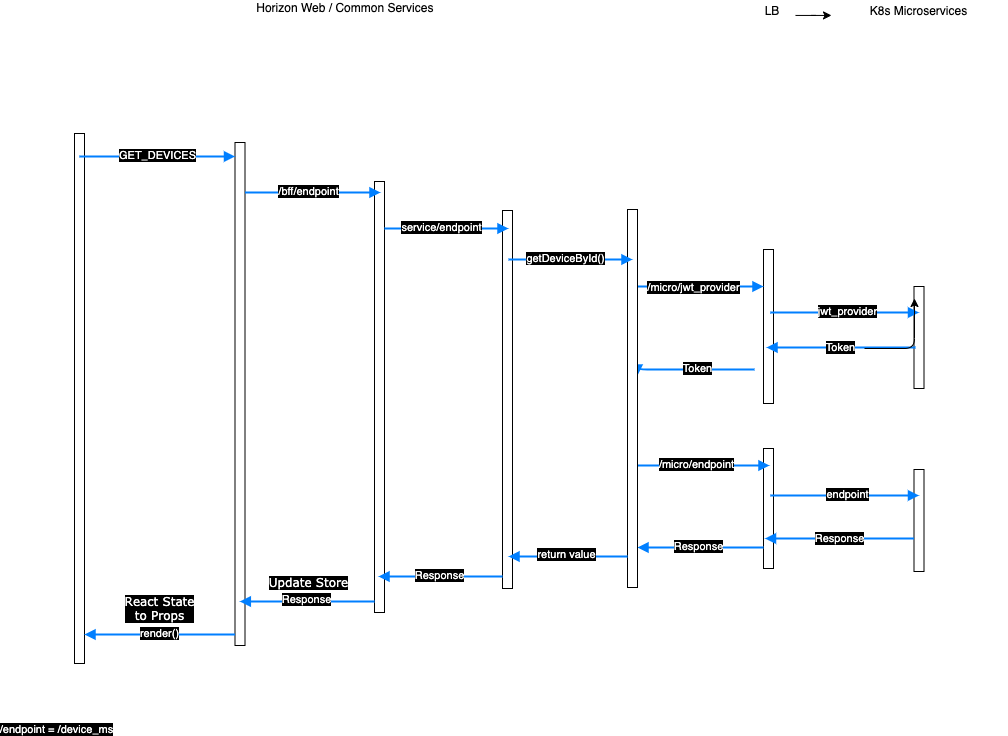 Horizon Web / Common Services
LB
K8s Microservices
GET_DEVICES
/bff/endpoint
service/endpoint
getDeviceById()
/micro/jwt_provider
jwt_provider
Token
Token
/micro/endpoint
endpoint
Response
Response
return value
Response
Update Store
Response
React State
to Props
render()
/endpoint = /device_ms